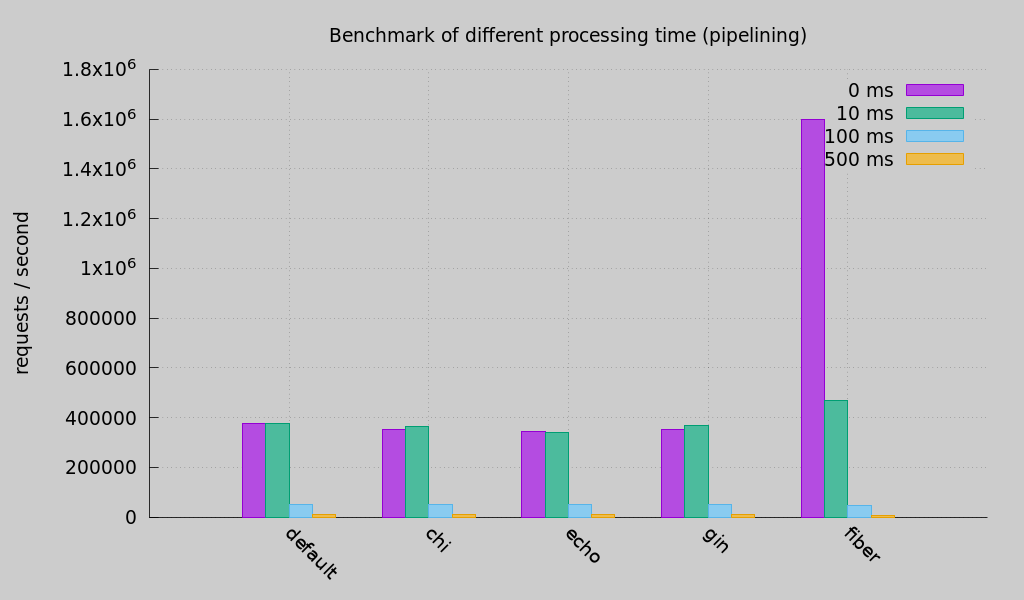 Benchmark of different processing time (pipelining)
1.8x10⁶
1.6x10⁶
1.4x10⁶
1.2x10⁶
1x10⁶
800000
600000
400000
200000
0
requests / second
0 ms
10 ms
100 ms
500 ms
default
chi
echo
gin
fiber